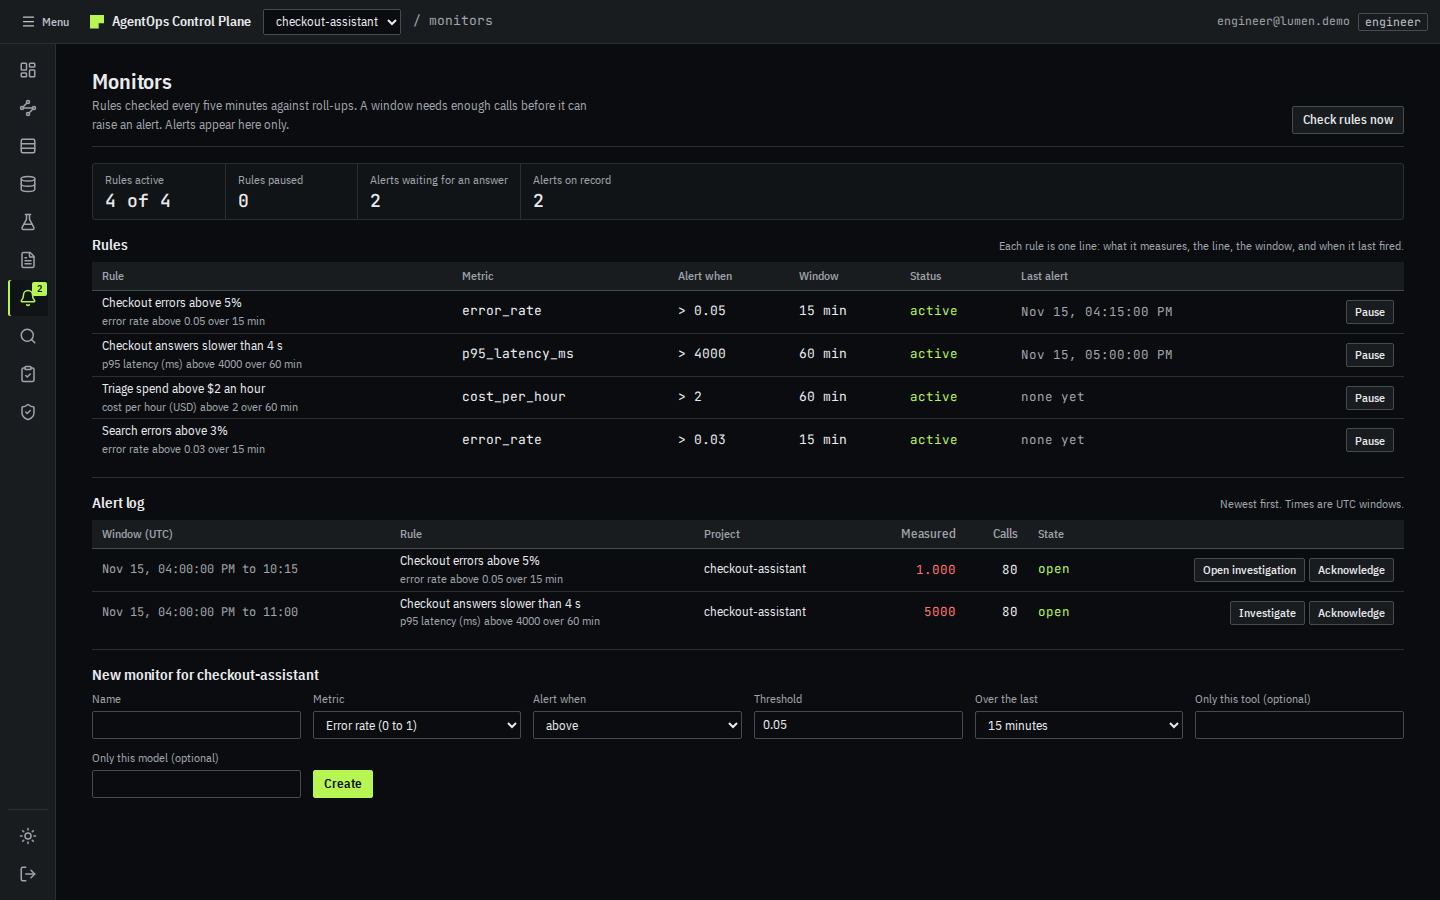 Menu AgentOps Control Plane checkout-assistant / monitors engineer@lumen.demo engineer
Monitors
Rules checked every five minutes against roll-ups. A window needs enough calls before it can
raise an alert. Alerts appear here only.
Check rules now
Rules active Rules paused Alerts waiting for an answer Alerts on record
4 of 4 0 2 2
Rules Each rule is one line: what it measures, the line, the window, and when it last fired.
Rule Metric Alert when Window Status Last alert
Checkout errors above 5%
error rate above 0.05 over 15 min
error_rate > 0.05 15 min active Nov 15, 04:15:00 PM Pause
Checkout answers slower than 4 s
p95 latency (ms) above 4000 over 60 min
p95_latency_ms > 4000 60 min active Nov 15, 05:00:00 PM Pause
Triage spend above $2 an hour
cost per hour (USD) above 2 over 60 min
cost_per_hour > 2 60 min active none yet Pause
Search errors above 3%
error rate above 0.03 over 15 min
error_rate > 0.03 15 min active none yet Pause
2
Alert log Newest first. Times are UTC windows.
Window (UTC) Rule Project Measured Calls State
Nov 15, 04:00:00 PM to 10:15
Checkout errors above 5%
error rate above 0.05 over 15 min
checkout-assistant 1.000 80 open Open investigation Acknowledge
Nov 15, 04:00:00 PM to 11:00
Checkout answers slower than 4 s
p95 latency (ms) above 4000 over 60 min
checkout-assistant 5000 80 open Investigate Acknowledge
New monitor for checkout-assistant
Name Metric Alert when Threshold Over the last Only this tool (optional)
Error rate (0 to 1) above 0.05 15 minutes
Only this model (optional)
Create